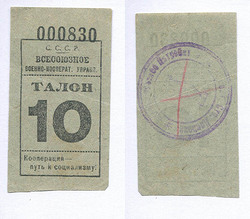 000830
С.С.С.Р.
ВСЕСОЮЗНОЕ
ВОЕННО-КООПЕРАТ. УПРАВЛ.
ТАЛОН
10
Кооперация—
путь к социализму.